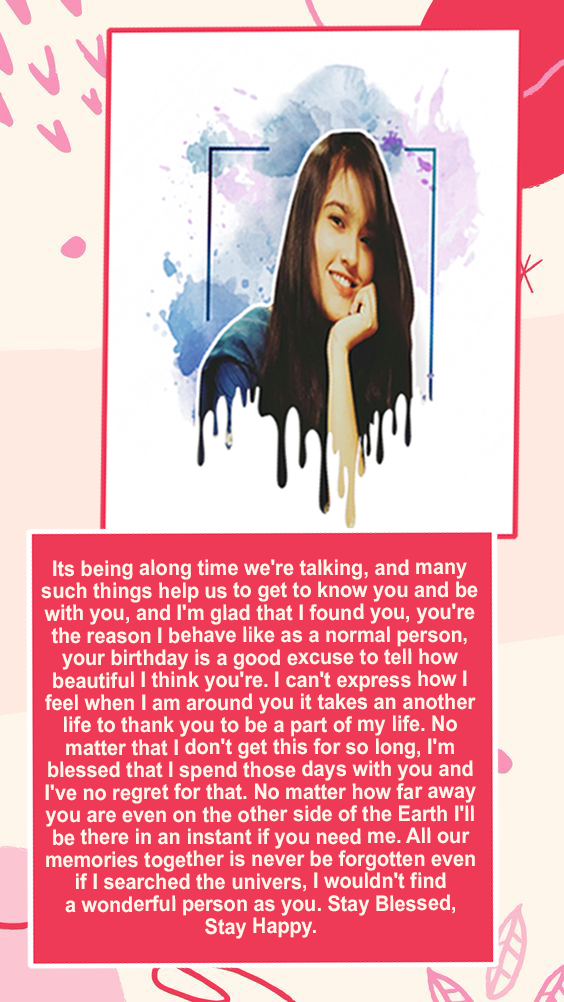 Its being along time we're talking, and many
such things help us to get to know you and be
with you, and I'm glad that I found you, you're
the reason I behave like as a normal person,
your birthday is a good excuse to tell how
beautiful I think you're. I can't express how I
feel when I am around you it takes an another
life to thank you to be a part of my life. No
matter that I don't get this for so long, I'm
blessed that I spend those days with you and
I've no regret for that. No matter how far away
you are even on the other side of the Earth I'll
be there in an instant if you need me. All our
memories together is never be forgotten even
if I searched the univers, I wouldn't find
a wonderful person as you. Stay Blessed,
Stay Happy.